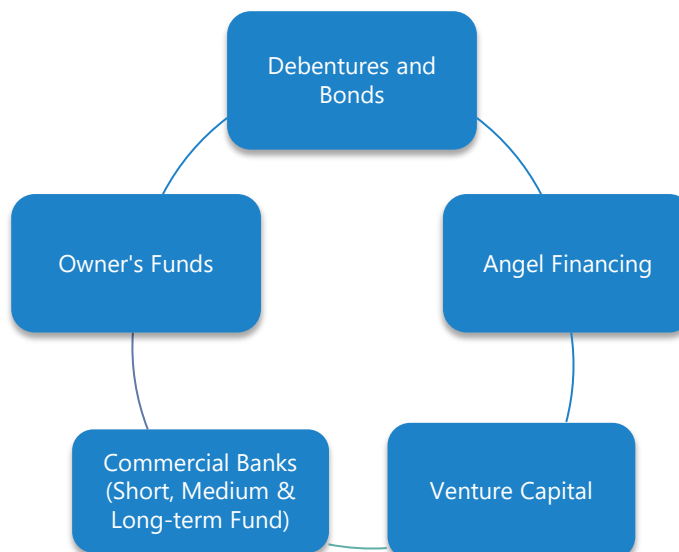 Debentures and
Bonds
Owner's Funds
Angel Financing
Commercial Banks
(Short, Medium &
Long-term Fund)
Venture Capital